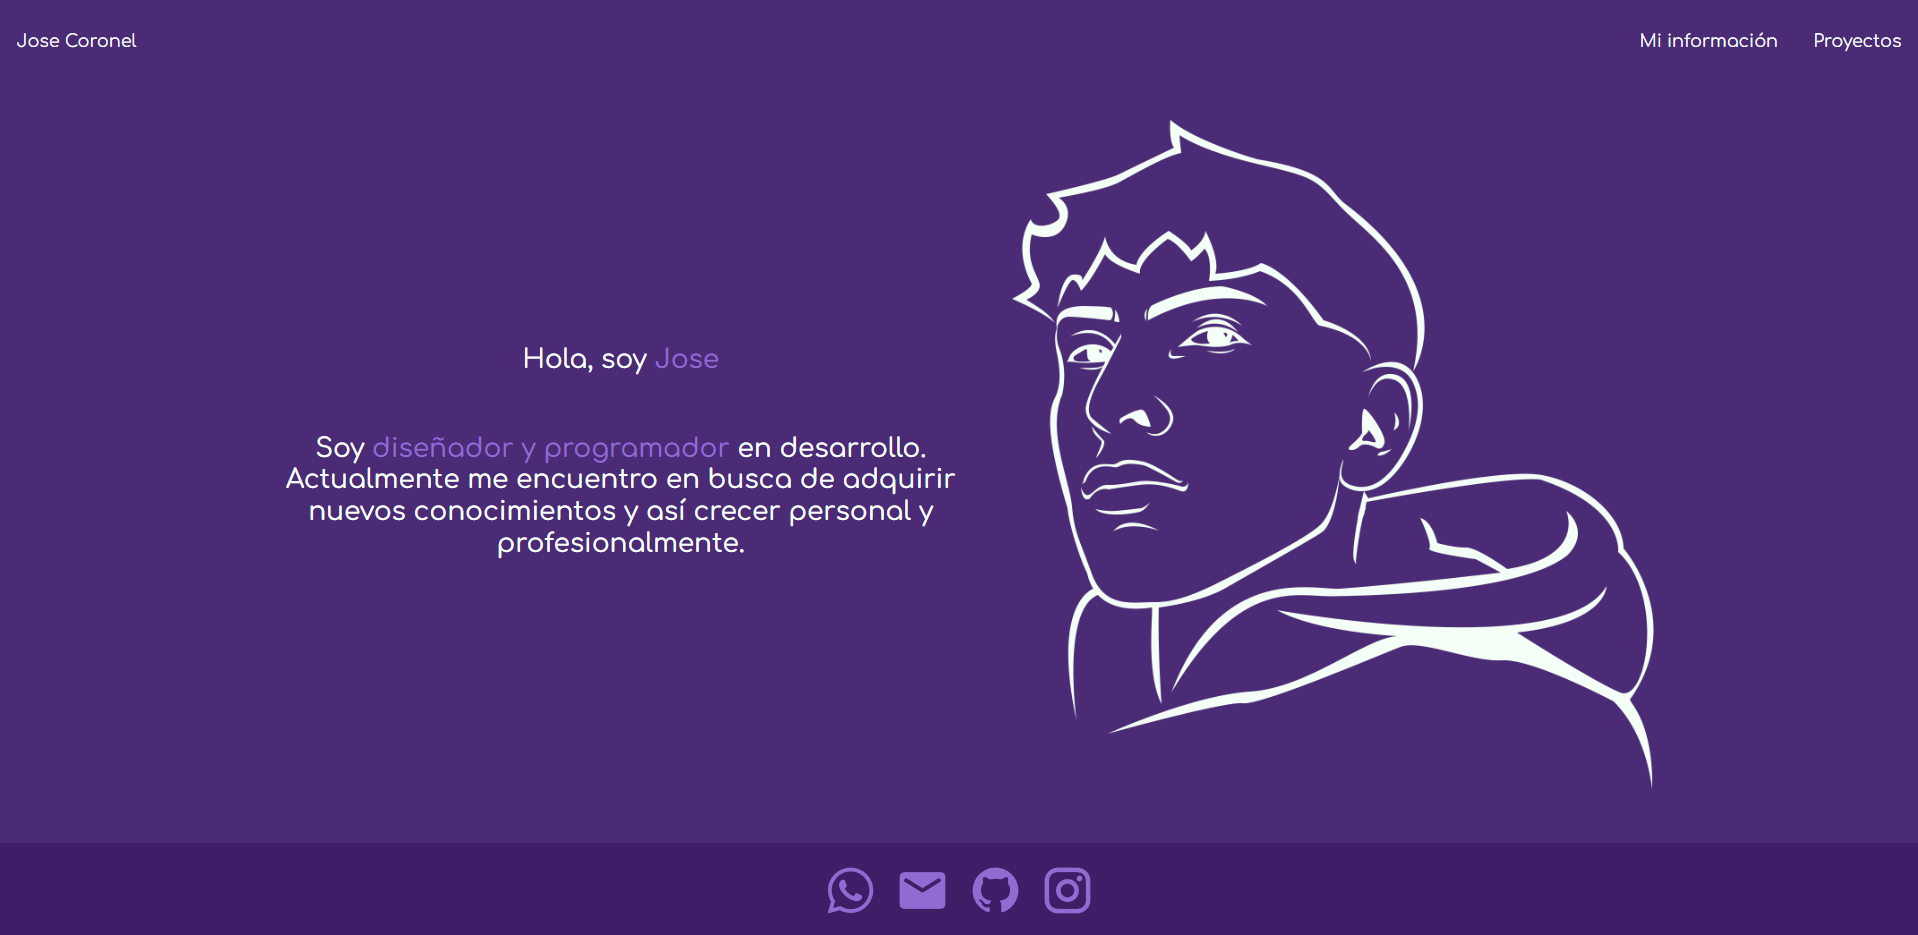 Jose Coronel
Mi información
Proyectos
Hola, soy Jose
Soy diseñador y programador en desarrollo.
Actualmente me encuentro en busca de adquirir
nuevos conocimientos y así crecer personal y
profesionalmente.